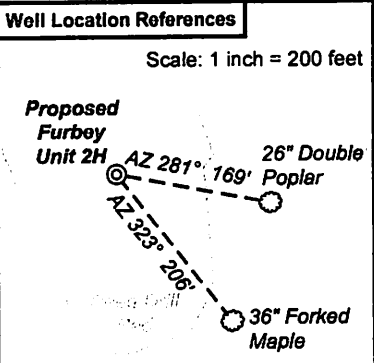 Well Location References
Scale: 1 inch = 200 feet
Proposed
Furbey
Unit 2H
AZ 281° 169'
26" Double
Poplar
AZ 323° 206'
36" Forked
Maple